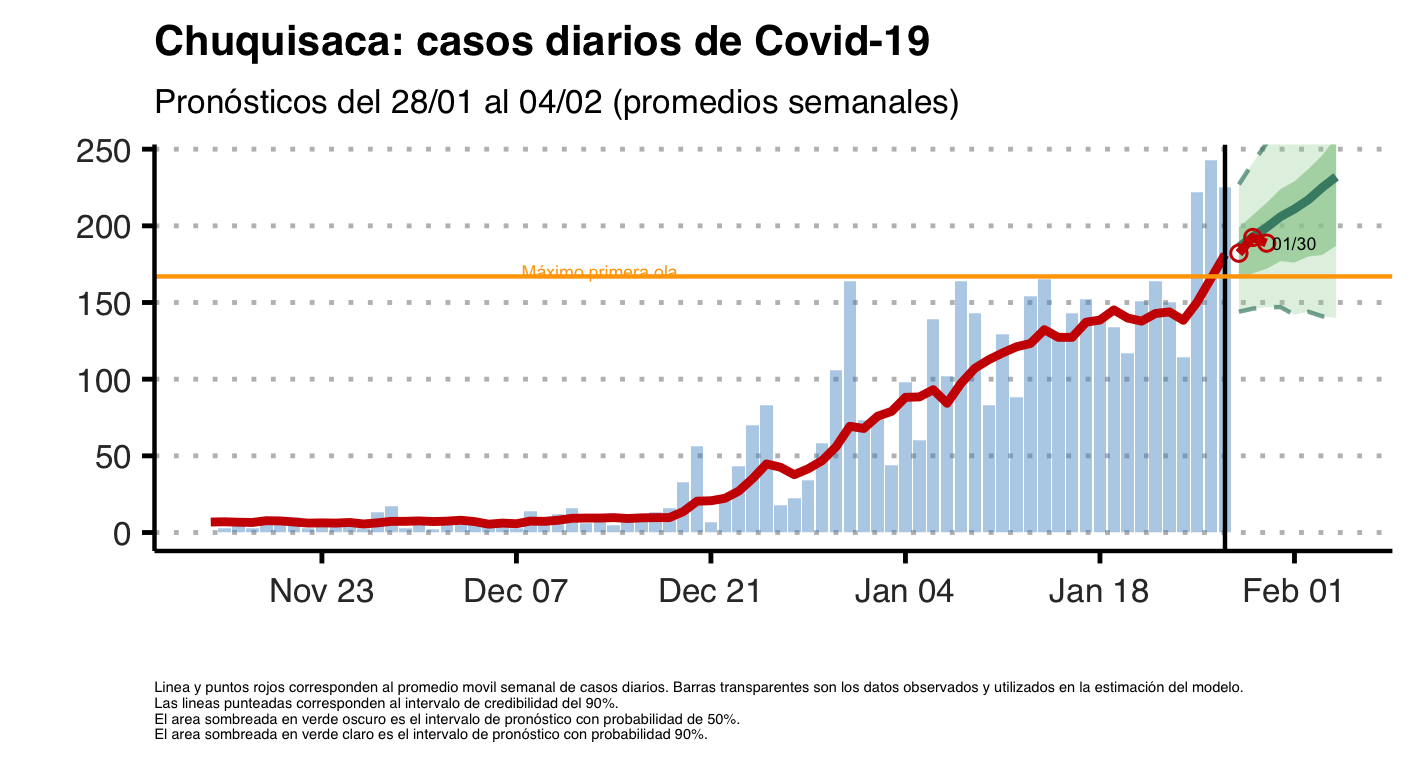 Chuquisaca: casos diarios de Covid-19
Pronósticos del 28/01 al 04/02 (promedios semanales)
250
200
150
100
50
0
Máximo primera ola
01/30
Nov 23 Dec 07 Dec 21 Jan 04 Jan 18 Feb 01
Linea y puntos rojos corresponden al promedio movil semanal de casos diarios. Barras transparentes son los datos observados y utilizados en la estimación del modelo.
Las lineas punteadas corresponden al intervalo de credibilidad del 90%.
El area sombreada en verde oscuro es el intervalo de pronóstico con probabilidad de 50%.
El area sombreada en verde claro es el intervalo de pronóstico con probabilidad 90%.